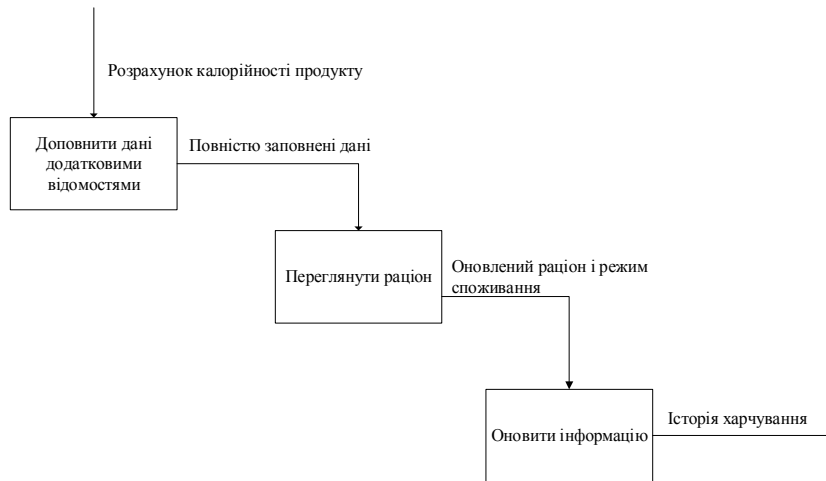 Розрахунок калорійності продукту
Доповнити дані
додатковими
відомостями
Повністю заповнені дані
Переглянути раціон
Оновлений раціон і режим
споживання
Оновити інформацію
Історія харчування